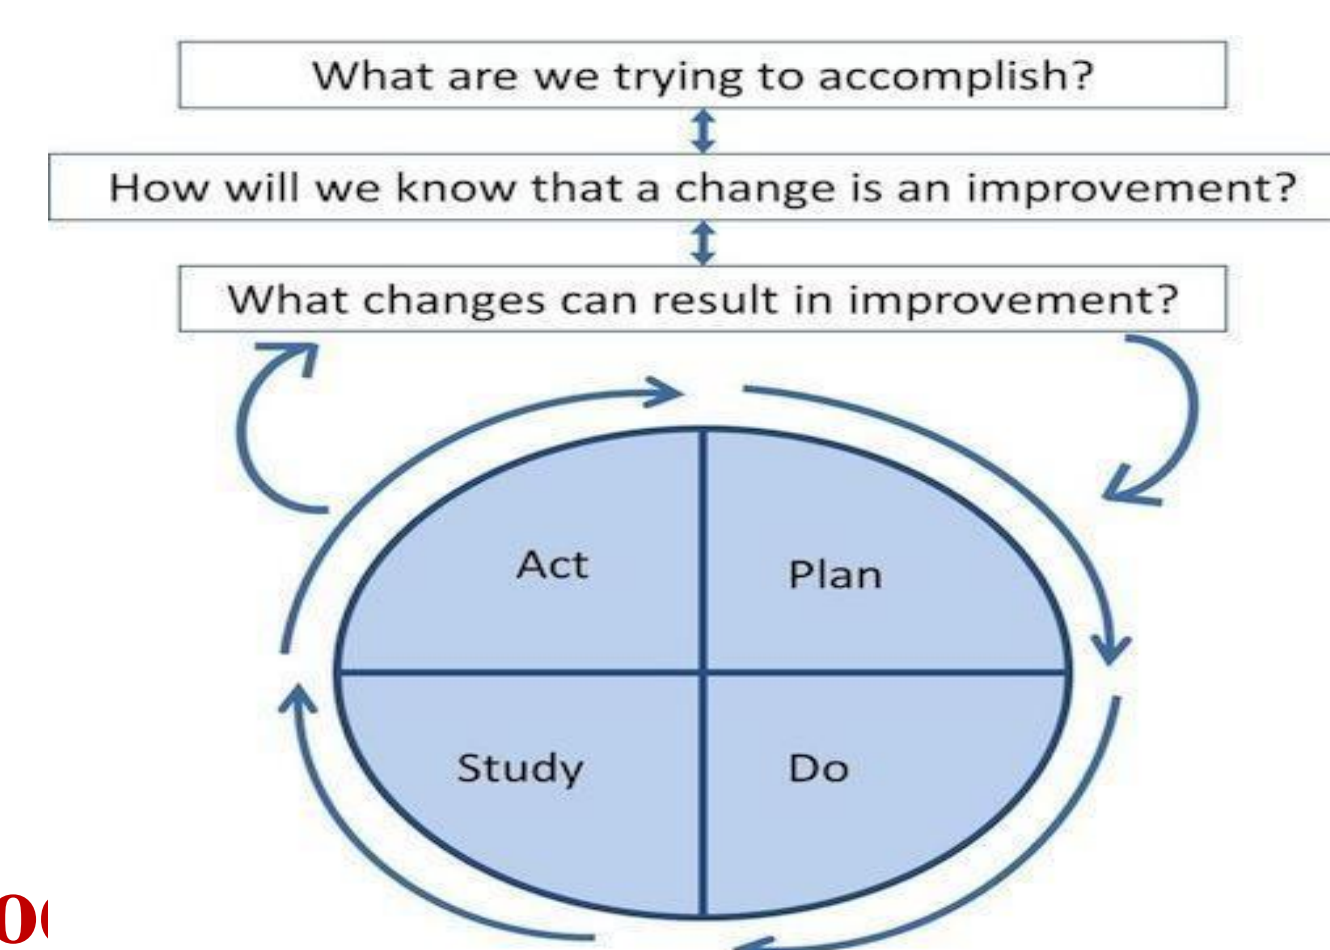 What are we trying to accomplish?
How will we know that a change is an improvement?
What changes can result in improvement?
Act
Plan
Study
Do